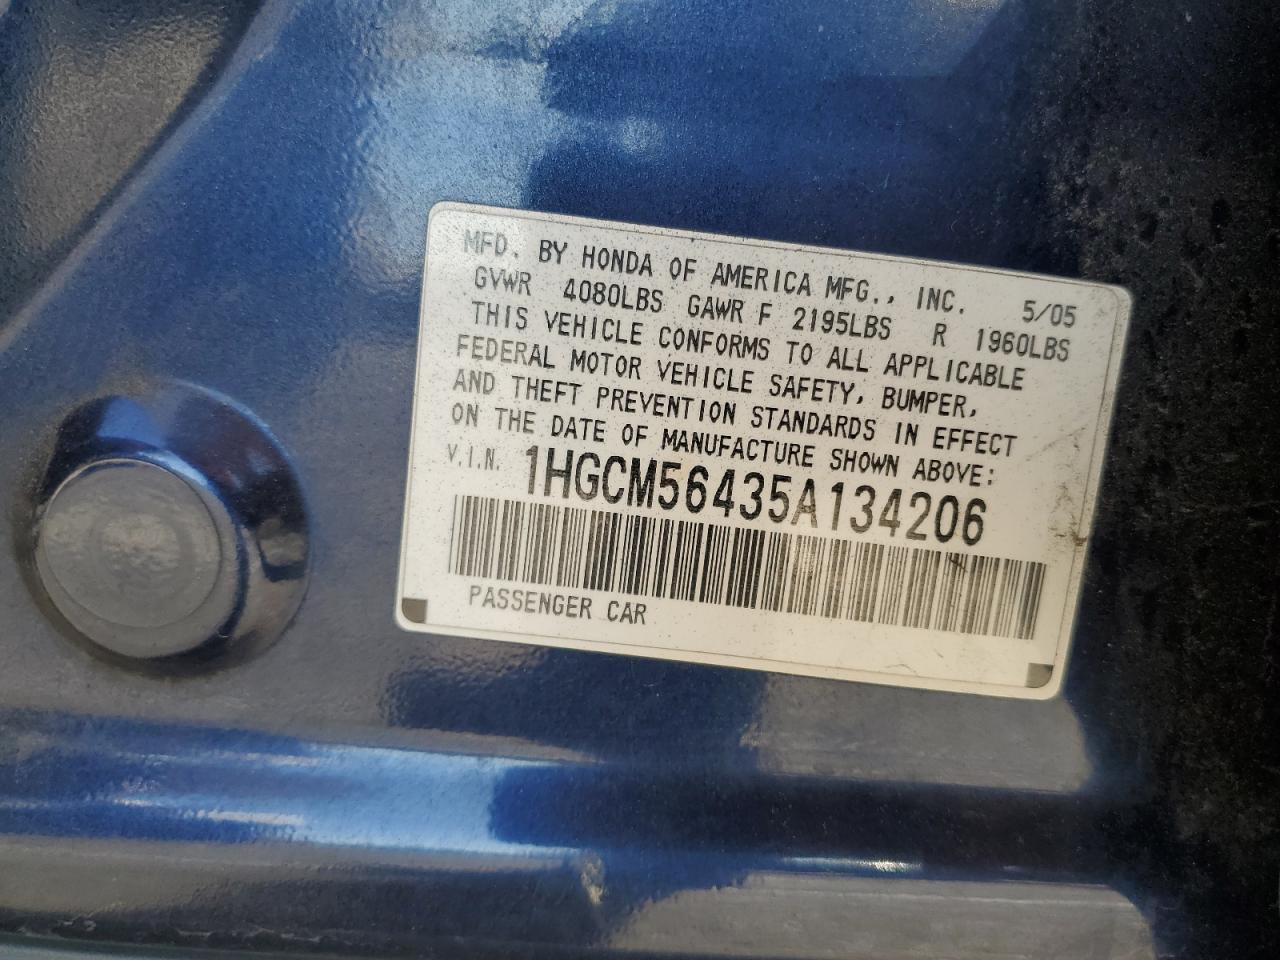 MFD. BY HONDA OF AMERICA MFG., INC. 5/05
GVWR 4080LBS GAWR F 2195LBS R 1960LBS
THIS VEHICLE CONFORMS TO ALL APPLICABLE
FEDERAL MOTOR VEHICLE SAFETY, BUMPER,
AND THEFT PREVENTION STANDARDS IN EFFECT
ON THE DATE OF MANUFACTURE SHOWN ABOVE:
V.I.N. 1HGCM56435A134206
PASSENGER CAR